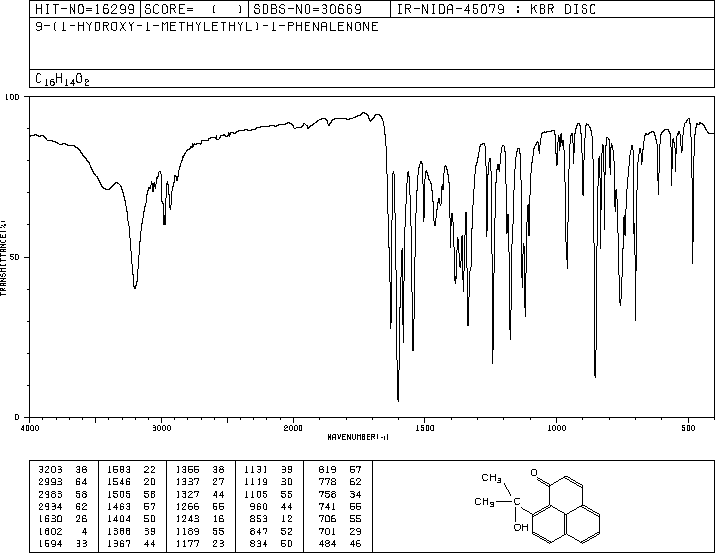 HIT-NO=16299 SCORE= ( ) SDBS-NO=30669 IR-NIDA-45079 : KBR DISC
9-(1-HYDROXY-1-METHYLETHYL)-1-PHENALENONE
C16H14O2
100
50
0
TRANSMITTANCE(%)
4000 3000 2000 1500 1000 500
WAVENUMBER(-1)
3203 38 1583 22 1366 38 1131 39 819 57
2993 64 1546 20 1337 27 1119 30 778 62
2983 58 1505 58 1327 44 1105 55 758 34
2934 62 1463 57 1266 55 960 44 741 55
1630 26 1404 50 1243 16 853 12 706 55
1602 4 1388 39 1189 55 847 52 701 29
1594 33 1367 44 1177 23 834 50 484 46
O
CH3
CH3 C
OH